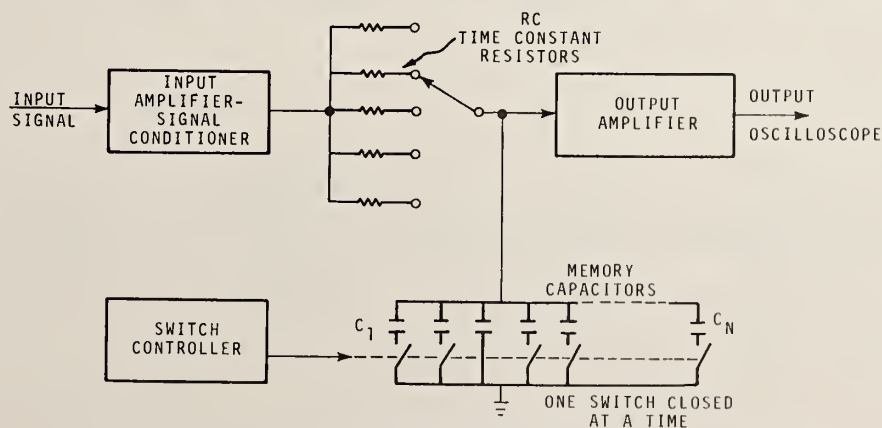 RC
TIME CONSTANT
RESISTORS
INPUT
SIGNAL
INPUT
AMPLIFIER-
SIGNAL
CONDITIONER
OUTPUT
AMPLIFIER
OUTPUT
OSCILLOSCOPE
MEMORY
CAPACITORS
SWITCH
CONTROLLER
C1
CN
ONE SWITCH CLOSED
AT A TIME